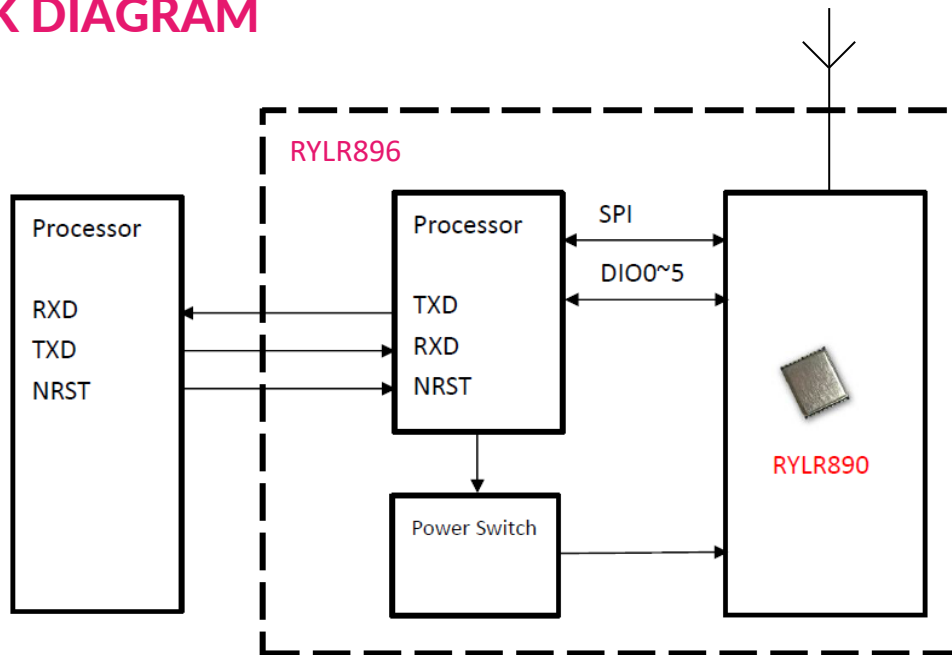 K DIAGRAM
RYLR896
Processor
RXD
TXD
NRST
Processor
TXD
RXD
NRST
SPI
DIO0~5
RYLR890
Power Switch